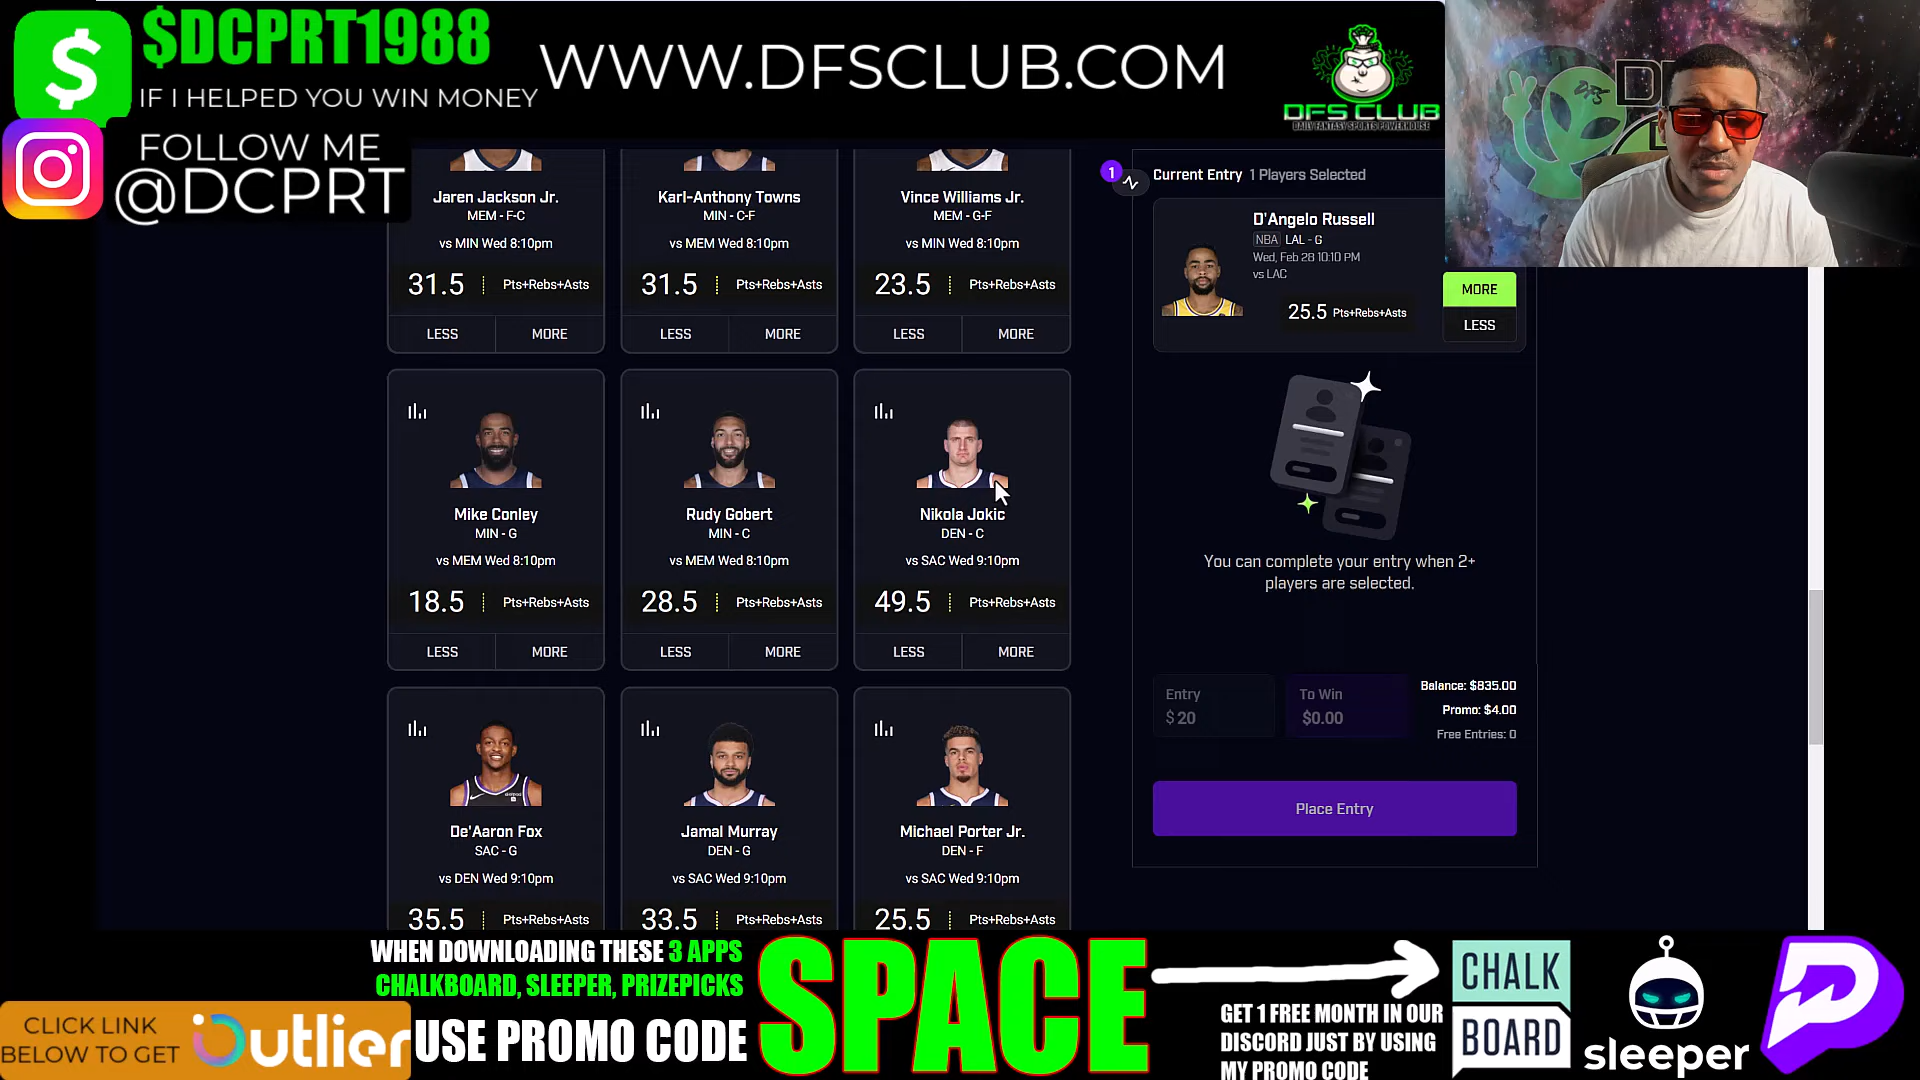 $DCPRT1988
IF I HELPED YOU WIN MONEY
WWW.DFSCLUB.COM
DFS CLUB
DAILY FANTASY SPORTS POWERHOUSE
FOLLOW ME
@DCPRT
Jaren Jackson Jr.
MEM - F-C
vs MIN Wed 8:10pm
31.5 Pts+Rebs+Asts
LESS MORE
Karl-Anthony Towns
MIN - C-F
vs MEM Wed 8:10pm
31.5 Pts+Rebs+Asts
LESS MORE
Vince Williams Jr.
MEM - G-F
vs MIN Wed 8:10pm
23.5 Pts+Rebs+Asts
LESS MORE
Mike Conley
MIN - G
vs MEM Wed 8:10pm
18.5 Pts+Rebs+Asts
LESS MORE
Rudy Gobert
MIN - C
vs MEM Wed 8:10pm
28.5 Pts+Rebs+Asts
LESS MORE
Nikola Jokic
DEN - C
vs SAC Wed 9:10pm
49.5 Pts+Rebs+Asts
LESS MORE
De'Aaron Fox
SAC - G
vs DEN Wed 9:10pm
35.5 Pts+Rebs+Asts
Jamal Murray
DEN - G
vs SAC Wed 9:10pm
33.5 Pts+Rebs+Asts
Michael Porter Jr.
DEN - F
vs SAC Wed 9:10pm
25.5 Pts+Rebs+Asts
1
Current Entry 1 Players Selected
D'Angelo Russell
NBA LAL - G
Wed, Feb 28 10:10 PM
vs LAC
25.5 Pts+Rebs+Asts
MORE
LESS
You can complete your entry when 2+
players are selected.
Entry
$ 20
To Win
$0.00
Balance: $835.00
Promo: $4.00
Free Entries: 0
Place Entry
WHEN DOWNLOADING THESE 3 APPS
CHALKBOARD, SLEEPER, PRIZEPICKS
USE PROMO CODE
SPACE
CLICK LINK
BELOW TO GET
Outlier
GET 1 FREE MONTH IN OUR
DISCORD JUST BY USING
MY PROMO CODE
CHALK
BOARD
sleeper